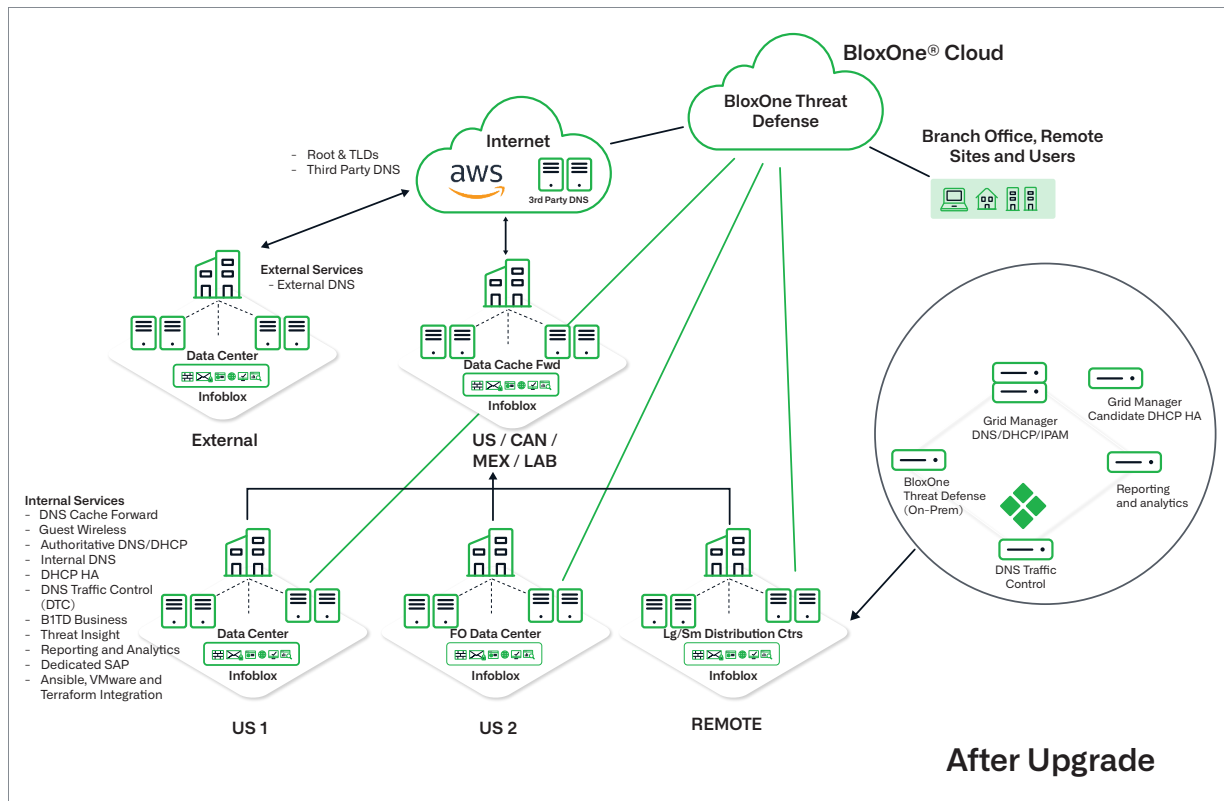 BloxOne® Cloud
BloxOne Threat
Defense
Internet
aws
3rd Party DNS
- Root & TLDs
- Third Party DNS
Branch Office, Remote
Sites and Users
External Services
- External DNS
Data Center
Infoblox
External
Data Cache Fwd
Infoblox
US / CAN /
MEX / LAB
Grid Manager
DNS/DHCP/IPAM
Grid Manager
Candidate DHCP HA
BloxOne
Threat Defense
(On-Prem)
Reporting
and analytics
DNS Traffic
Control
Internal Services
- DNS Cache Forward
- Guest Wireless
- Authoritative DNS/DHCP
- Internal DNS
- DHCP HA
- DNS Traffic Control
(DTC)
- B1TD Business
- Threat Insight
- Reporting and Analytics
- Dedicated SAP
- Ansible, VMware and
Terraform Integration
Data Center
Infoblox
US 1
FO Data Center
Infoblox
US 2
Lg/Sm Distribution Ctrs
Infoblox
REMOTE
After Upgrade